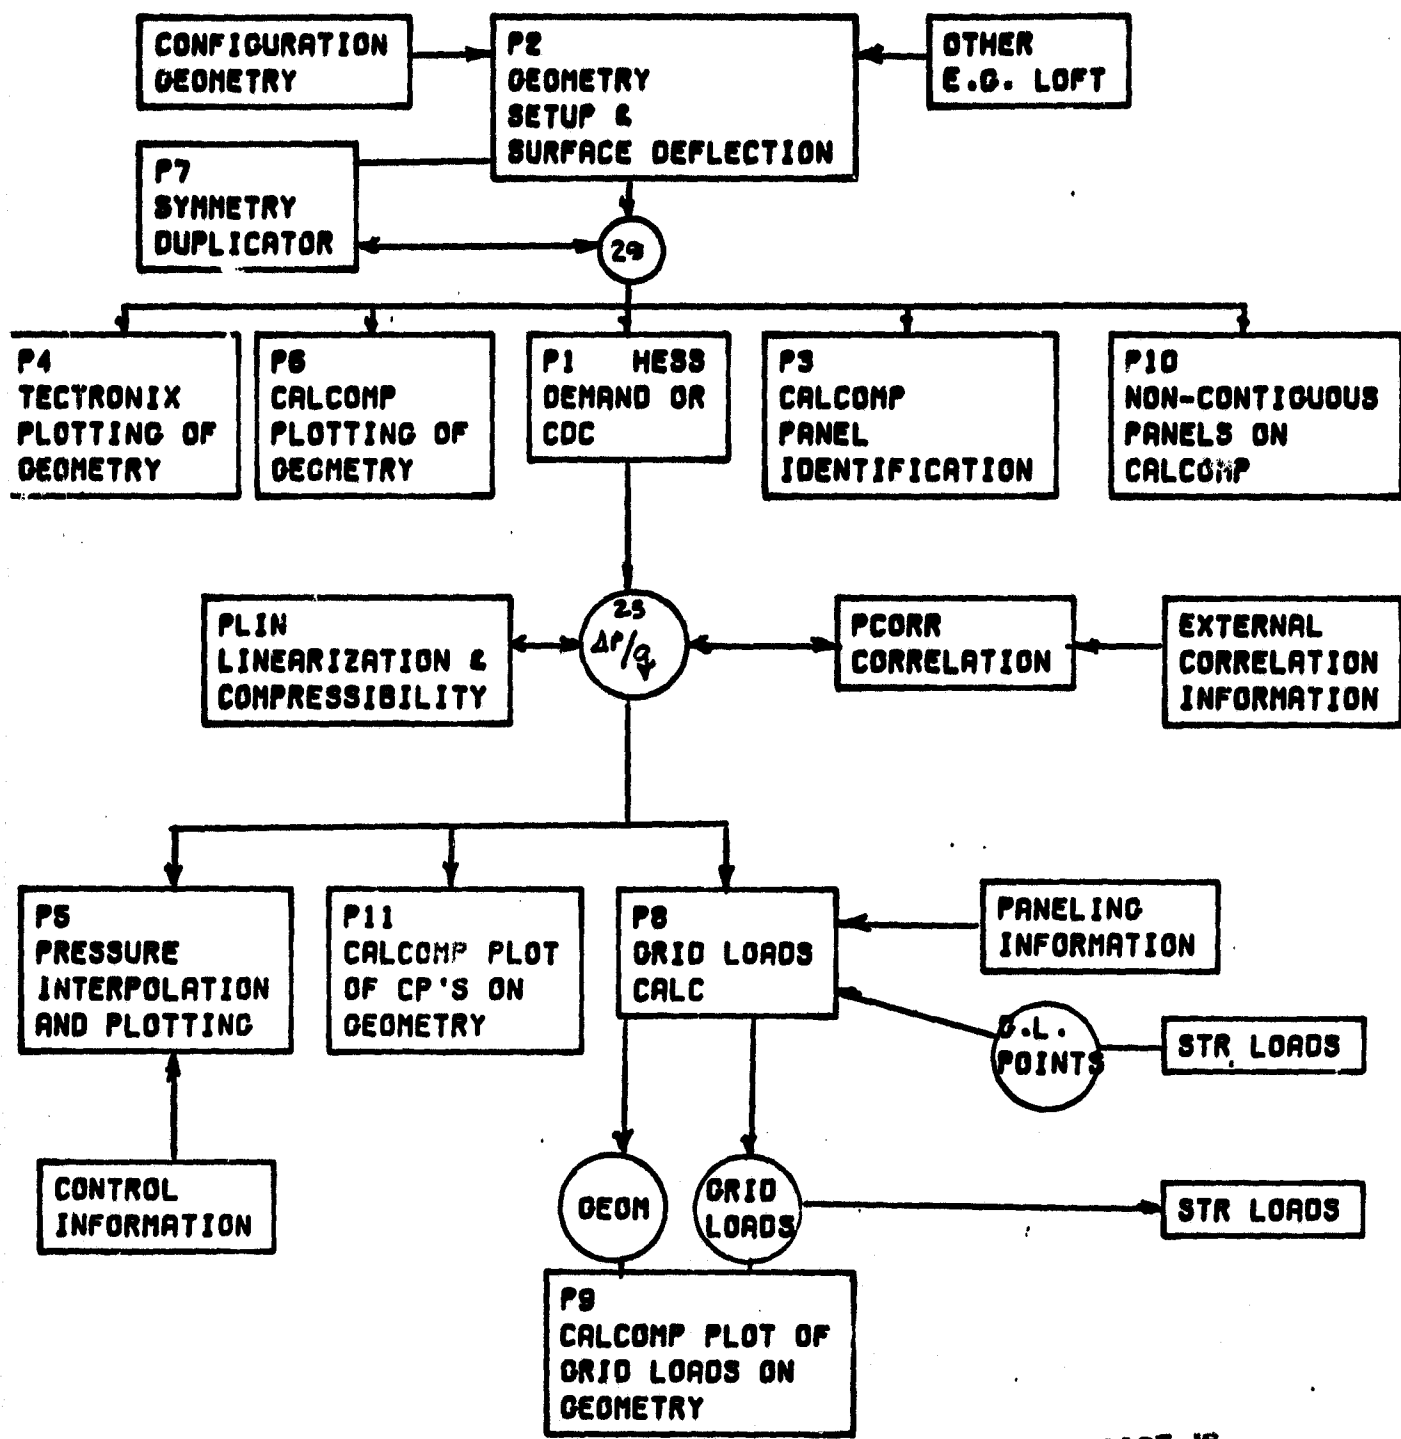 CONFIGURATION
GEOMETRY
P2
GEOMETRY
SETUP &
SURFACE DEFLECTION
OTHER
E.G. LOFT
P7
SYMMETRY
DUPLICATOR
29
P4
TECTRONIX
PLOTTING OF
GEOMETRY
P6
CALCOMP
PLOTTING OF
GEOMETRY
P1 HESS
DEMAND OR
CDC
P3
CALCOMP
PANEL
IDENTIFICATION
P10
NON-CONTIGUOUS
PANELS ON
CALCOMP
PLIN
LINEARIZATION &
COMPRESSIBILITY
25
ΔP/q
PCORR
CORRELATION
EXTERNAL
CORRELATION
INFORMATION
P5
PRESSURE
INTERPOLATION
AND PLOTTING
P11
CALCOMP PLOT
OF CP'S ON
GEOMETRY
P8
GRID LOADS
CALC
PANELING
INFORMATION
G.L.
POINTS
STR LOADS
CONTROL
INFORMATION
GEOM
GRID
LOADS
STR LOADS
P9
CALCOMP PLOT OF
GRID LOADS ON
GEOMETRY